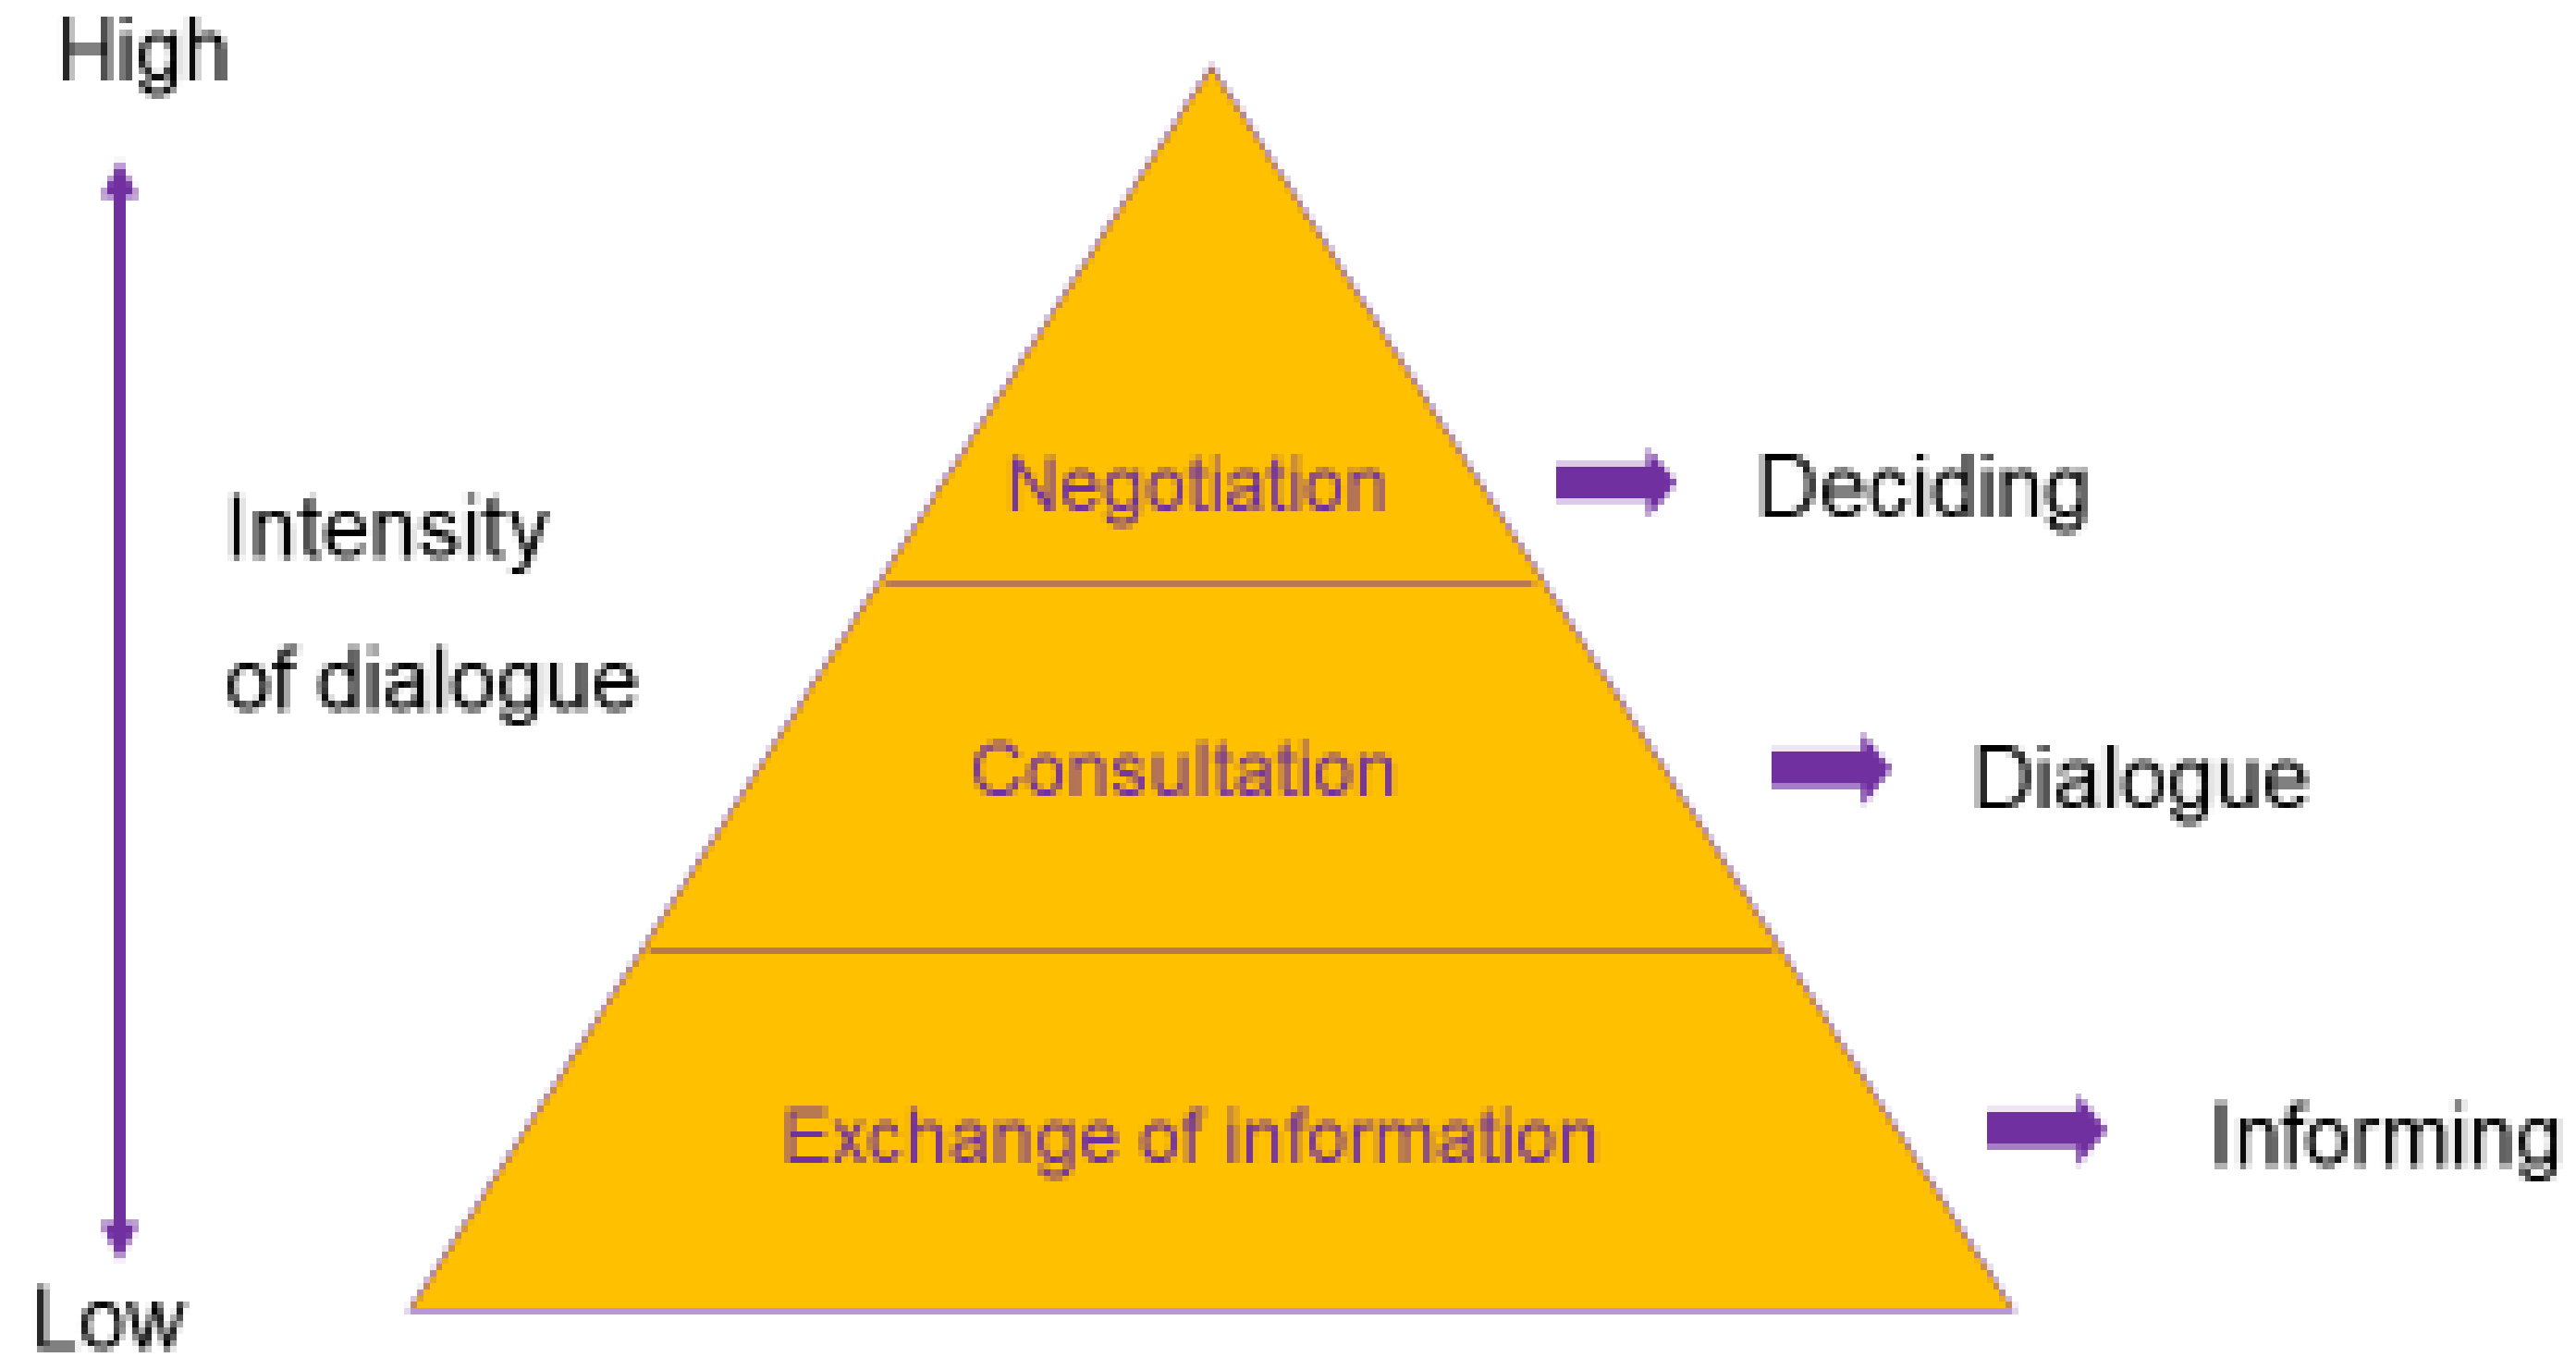 High
Intensity
of dialogue
Low
Negotiation
Consultation
Exchange of information
Deciding
Dialogue
Informing